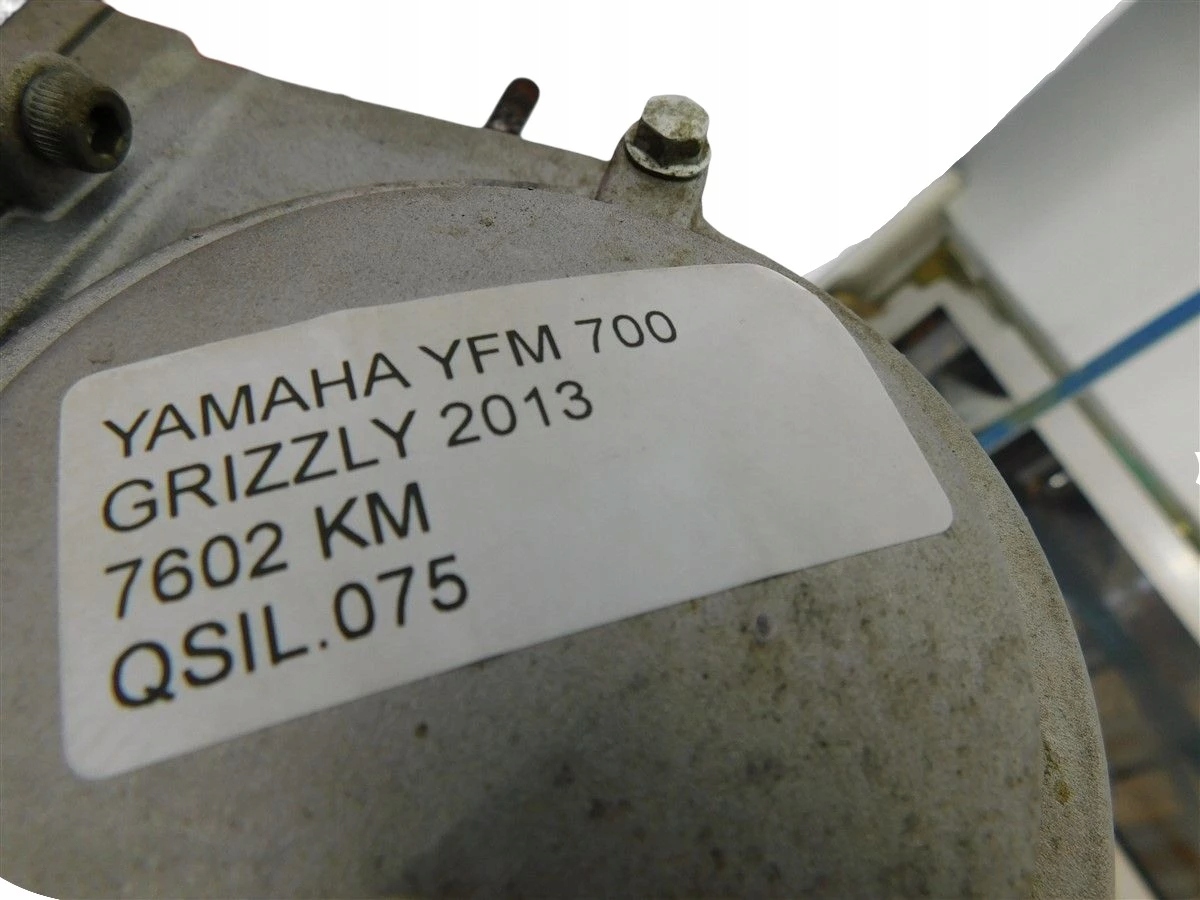 YAMAHA YFM 700
GRIZZLY 2013
7602 KM
QSIL.075